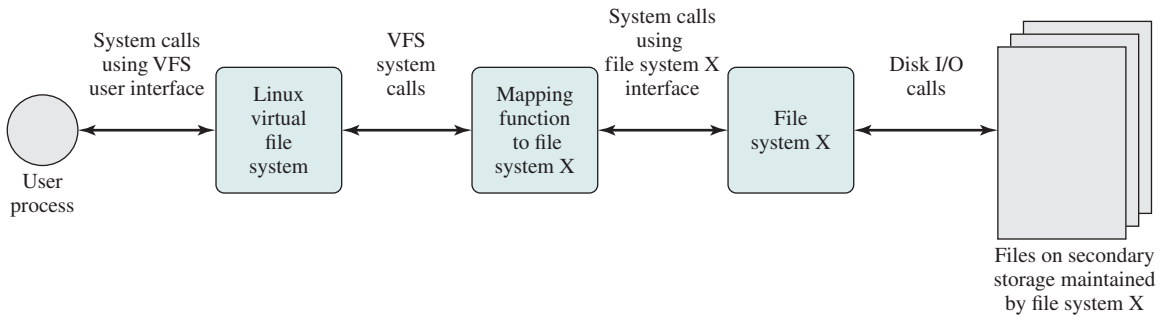 System calls
using VFS
user interface
VFS
system
calls
System calls
using
file system X
interface
Disk I/O
calls
Linux
virtual
file
system
Mapping
function
to file
system X
File
system X
User
process
Files on secondary
storage maintained
by file system X